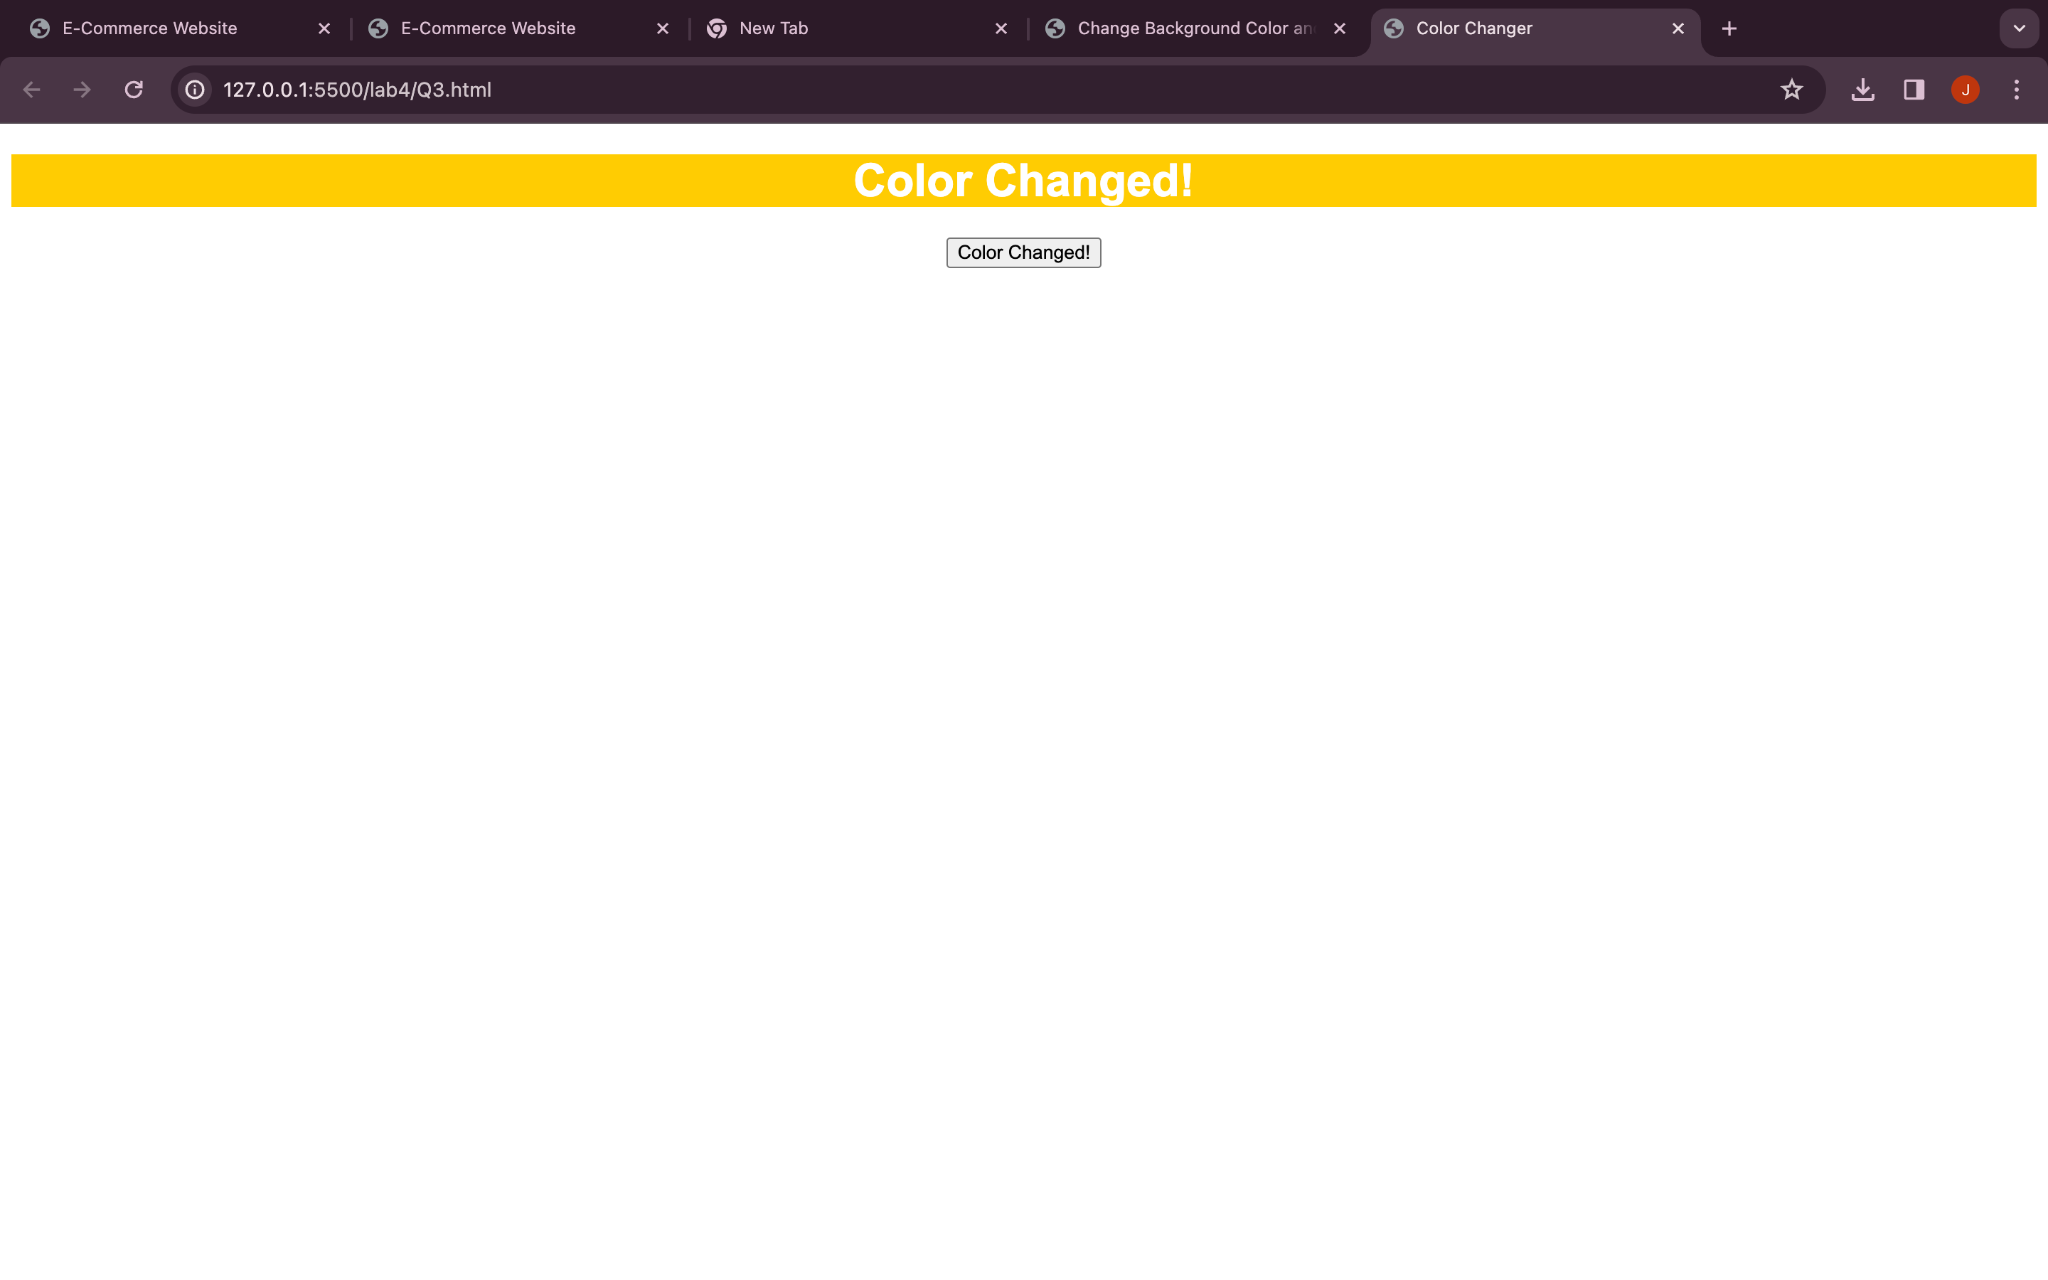 E-Commerce Website
E-Commerce Website
New Tab
Change Background Color
Color Changer
127.0.0.1:5500/lab4/Q3.html
J
Color Changed!
Color Changed!